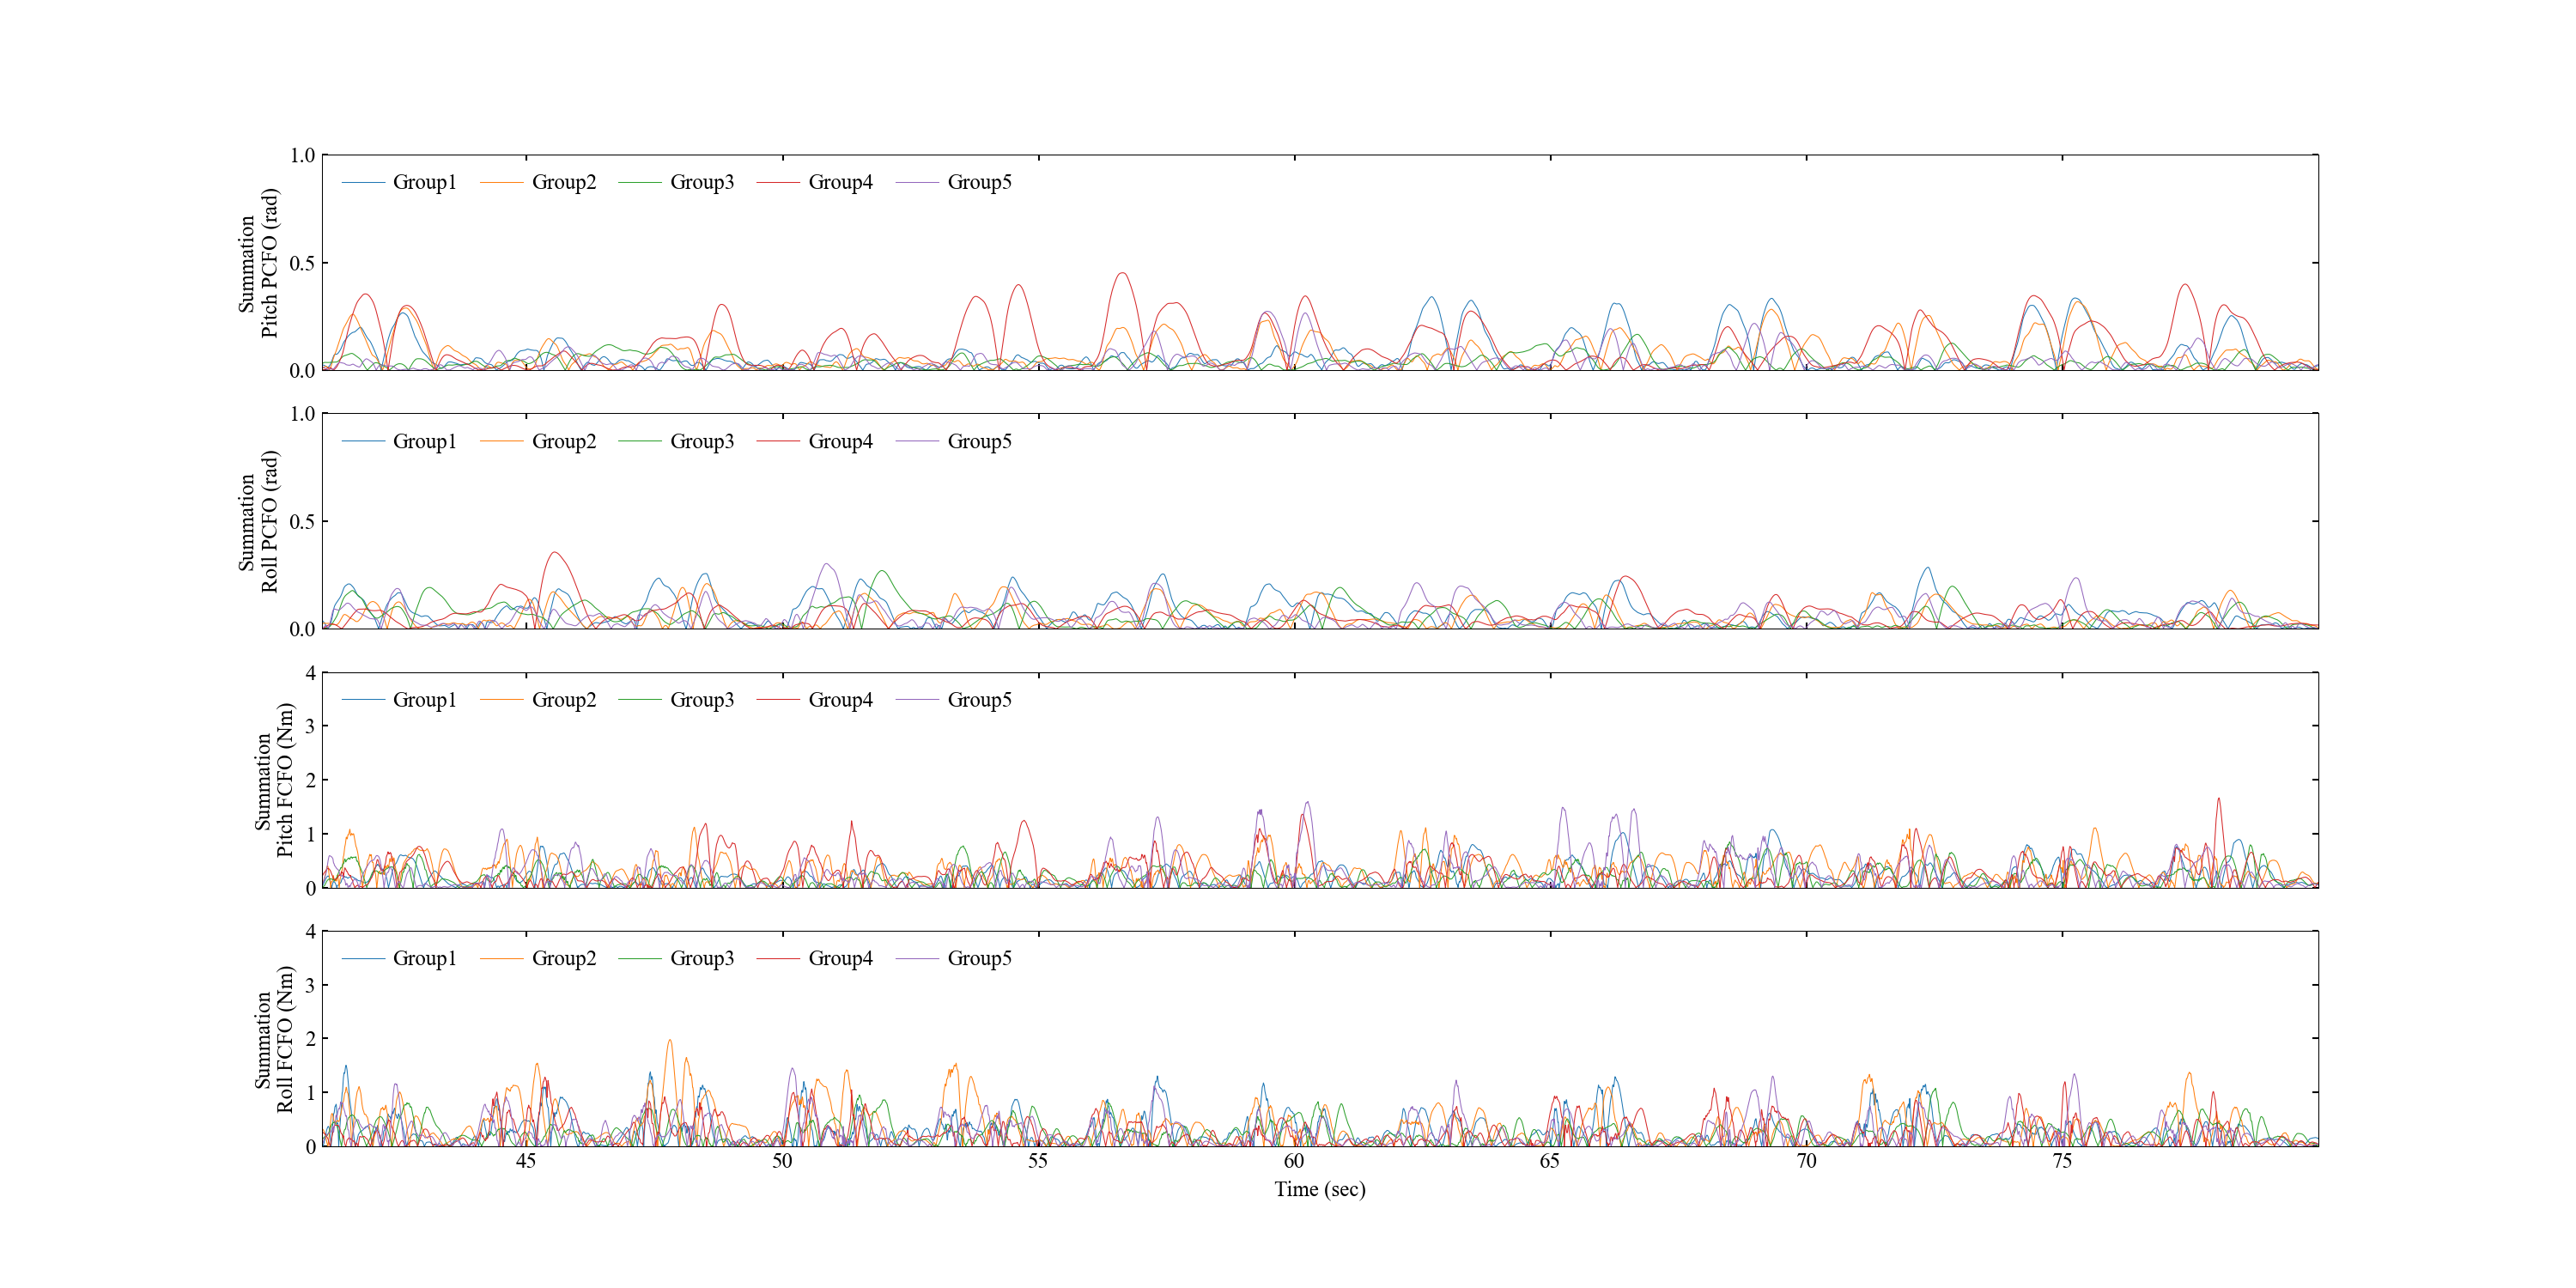 Summation
Pitch PCFO (rad)
1.0
0.5
0.0
Group1 Group2 Group3 Group4 Group5
Summation
Roll PCFO (rad)
1.0
0.5
0.0
Group1 Group2 Group3 Group4 Group5
Summation
Pitch FCFO (Nm)
4
3
2
1
0
Group1 Group2 Group3 Group4 Group5
Summation
Roll FCFO (Nm)
4
3
2
1
0
Group1 Group2 Group3 Group4 Group5
45 50 55 60 65 70 75
Time (sec)